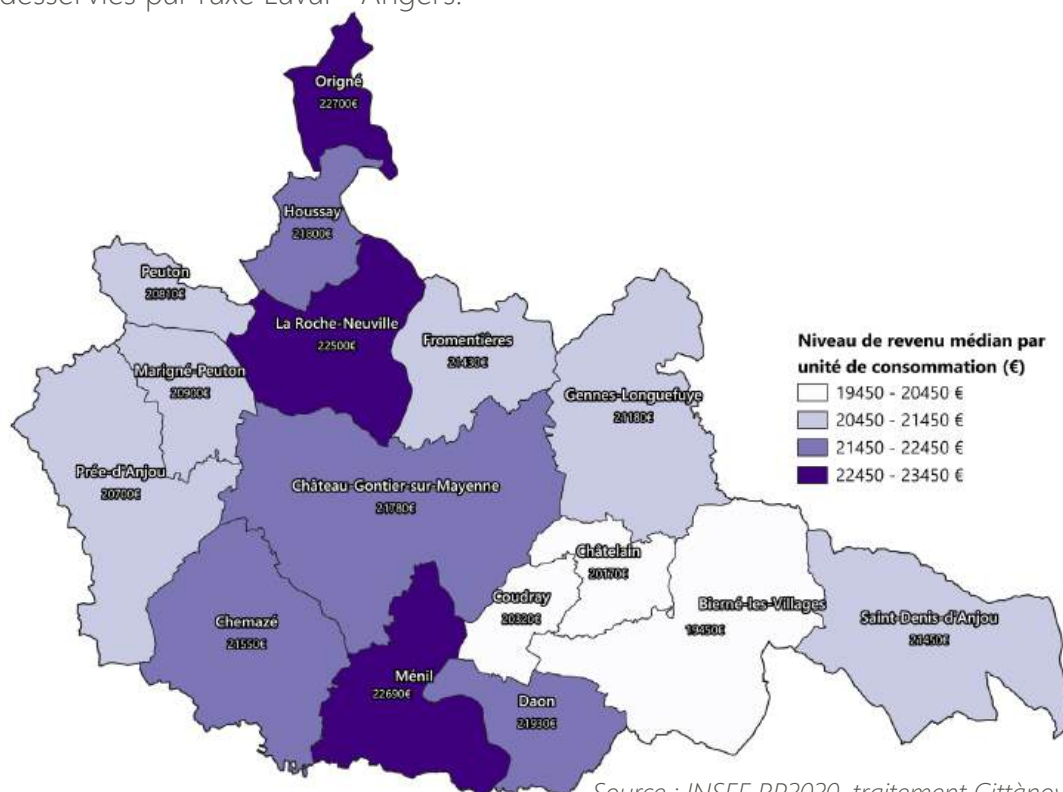 desservies par l'axe Laval - Angers.
Origné
22700€
Houssay
21800€
Peuton
20810€
La Roche-Neuville
22500€
Fromentières
21430€
Marigné-Peuton
20900€
Gennes-Longuefuye
21180€
Niveau de revenu médian par
unité de consommation (€)
19450 - 20450 €
20450 - 21450 €
21450 - 22450 €
22450 - 23450 €
Prée-d'Anjou
20700€
Château-Gontier-sur-Mayenne
21780€
Châtelain
20170€
Coudray
20320€
Bierné-les-Villages
19450€
Saint-Denis-d'Anjou
21450€
Chemazé
21550€
Ménil
22690€
Daon
21930€
Source : INSEE RP2020, traitement Cittànov